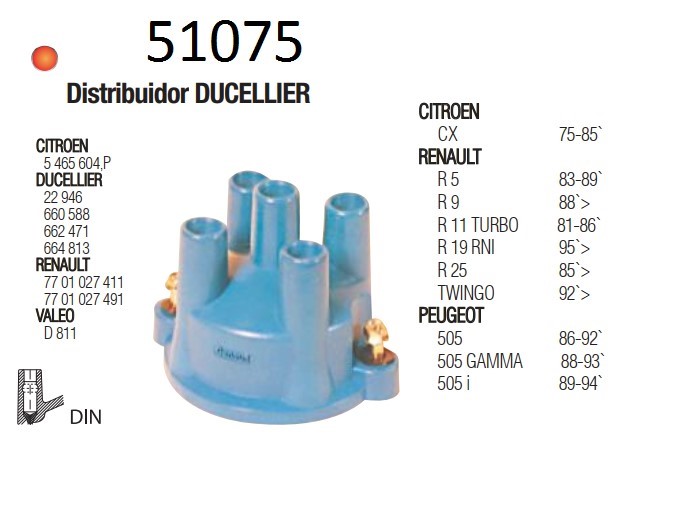 51075
Distribuidor DUCELLIER
CITROEN
5 465 604,P
DUCELLIER
22 946
660 588
662 471
664 813
RENAULT
77 01 027 411
77 01 027 491
VALEO
D 811
DIN
CITROEN
CX 75-85`
RENAULT
R 5 83-89`
R 9 88`>
R 11 TURBO 81-86`
R 19 RNI 95`>
R 25 85`>
TWINGO 92`>
PEUGEOT
505 86-92`
505 GAMMA 88-93`
505 i 89-94`